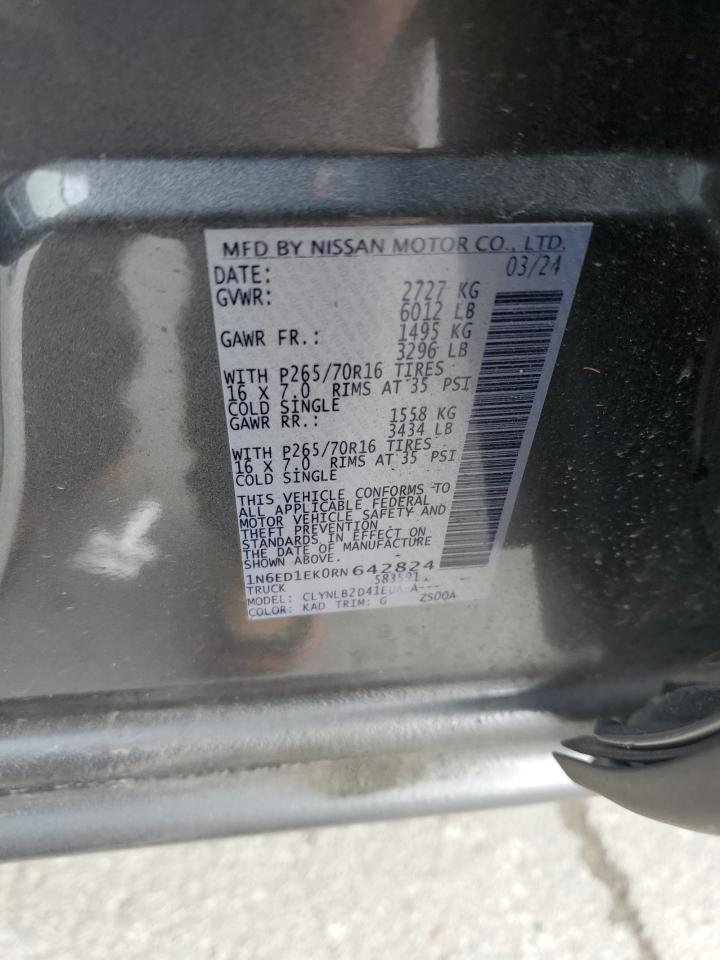 MFD BY NISSAN MOTOR CO., LTD.
DATE: 03/24
GVWR: 2727 KG
6012 LB
GAWR FR.: 1495 KG
3296 LB
WITH P265/70R16 TIRES
16 X 7.0 RIMS AT 35 PSI
COLD SINGLE
GAWR RR.: 1558 KG
3434 LB
WITH P265/70R16 TIRES
16 X 7.0 RIMS AT 35 PSI
COLD SINGLE
THIS VEHICLE CONFORMS TO
ALL APPLICABLE FEDERAL
MOTOR VEHICLE SAFETY AND
THEFT PREVENTION
STANDARDS IN EFFECT ON
THE DATE OF MANUFACTURE
SHOWN ABOVE.
1N6ED1EK0RN 642824
TRUCK
MODEL:
COLOR: KAD TRIM: G ZS00A